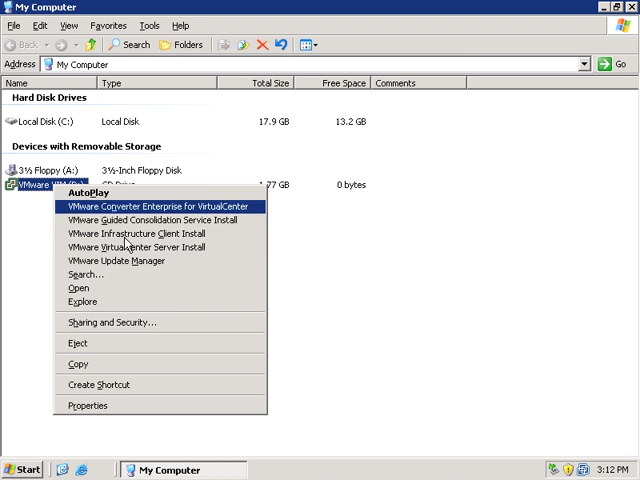 My Computer
File Edit View Favorites Tools Help
Back Search Folders
Address My Computer Go
Name Type Total Size Free Space Comments
Hard Disk Drives
Local Disk (C:) Local Disk 17.9 GB 13.2 GB
Devices with Removable Storage
3½ Floppy (A:) 3½-Inch Floppy Disk
VMware 0 bytes
AutoPlay
VMware Converter Enterprise for VirtualCenter
VMware Guided Consolidation Service Install
VMware Infrastructure Client Install
VMware VirtualCenter Server Install
VMware Update Manager
Search...
Open
Explore
Sharing and Security...
Eject
Copy
Create Shortcut
Properties
Start My Computer 3:12 PM